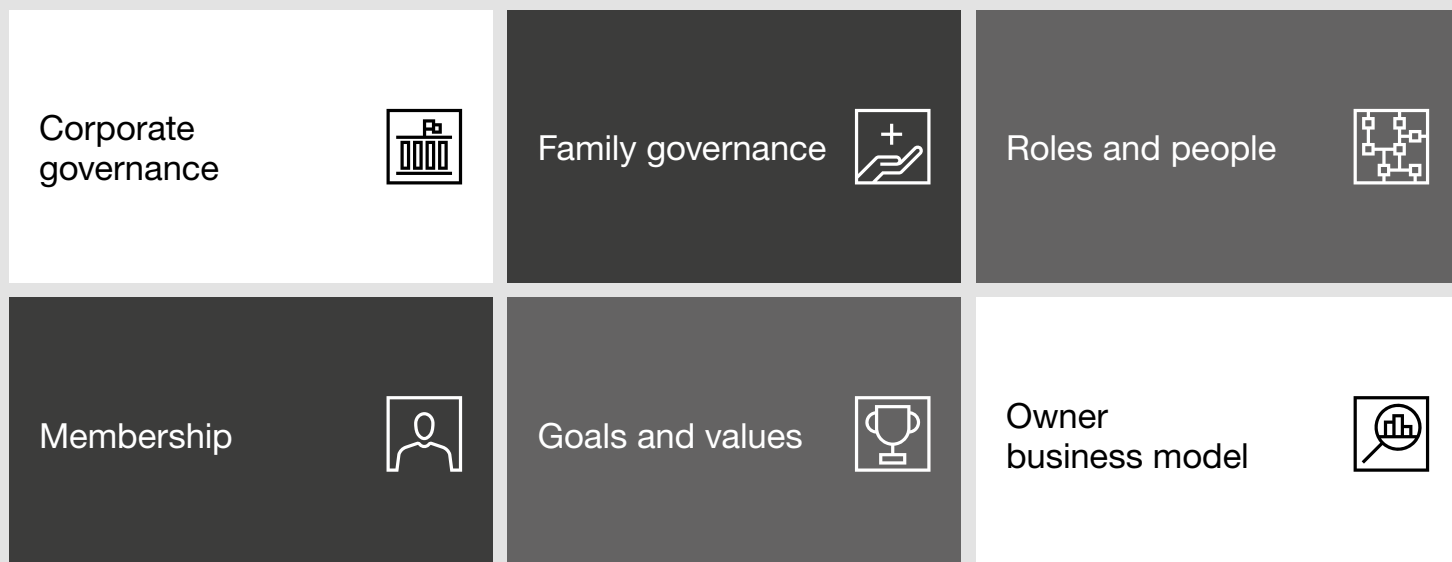 Corporate
governance
Family governance
Roles and people
Membership
Goals and values
Owner
business model